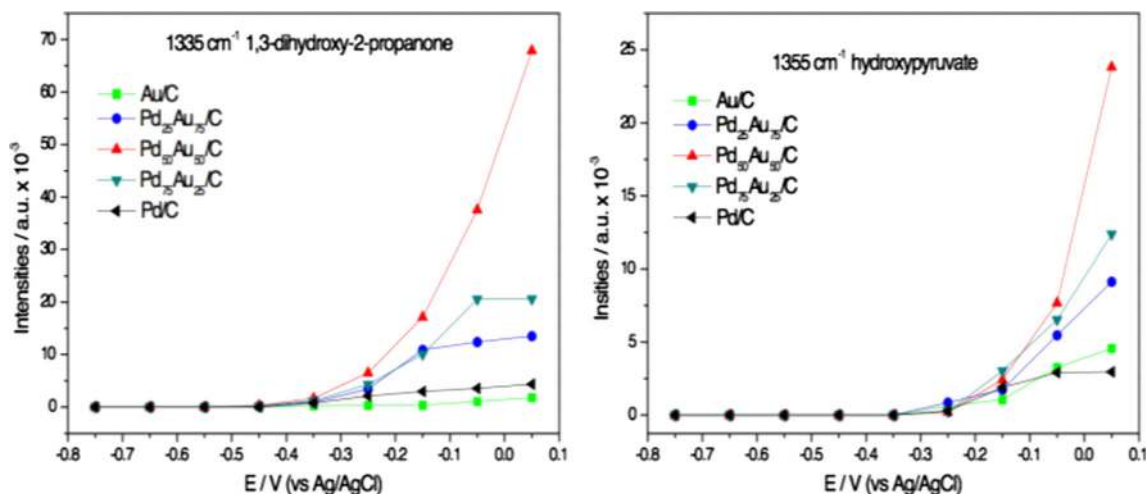 1335 cm⁻¹ 1,3-dihydroxy-2-propanone
Au/C
Pd₂₅Au₇₅/C
Pd₅₀Au₅₀/C
Pd₇₅Au₂₅/C
Pd/C
Intensities / a.u. x 10⁻³
70
60
50
40
30
20
10
0
-0.8 -0.7 -0.6 -0.5 -0.4 -0.3 -0.2 -0.1 0.0 0.1
E / V (vs Ag/AgCl)
1355 cm⁻¹ hydroxypyruvate
Au/C
Pd₂₅Au₇₅/C
Pd₅₀Au₅₀/C
Pd₇₅Au₂₅/C
Pd/C
Insities / a.u. x 10⁻³
25
20
15
10
5
0
-0.8 -0.7 -0.6 -0.5 -0.4 -0.3 -0.2 -0.1 0.0 0.1
E / V (vs Ag/AgCl)